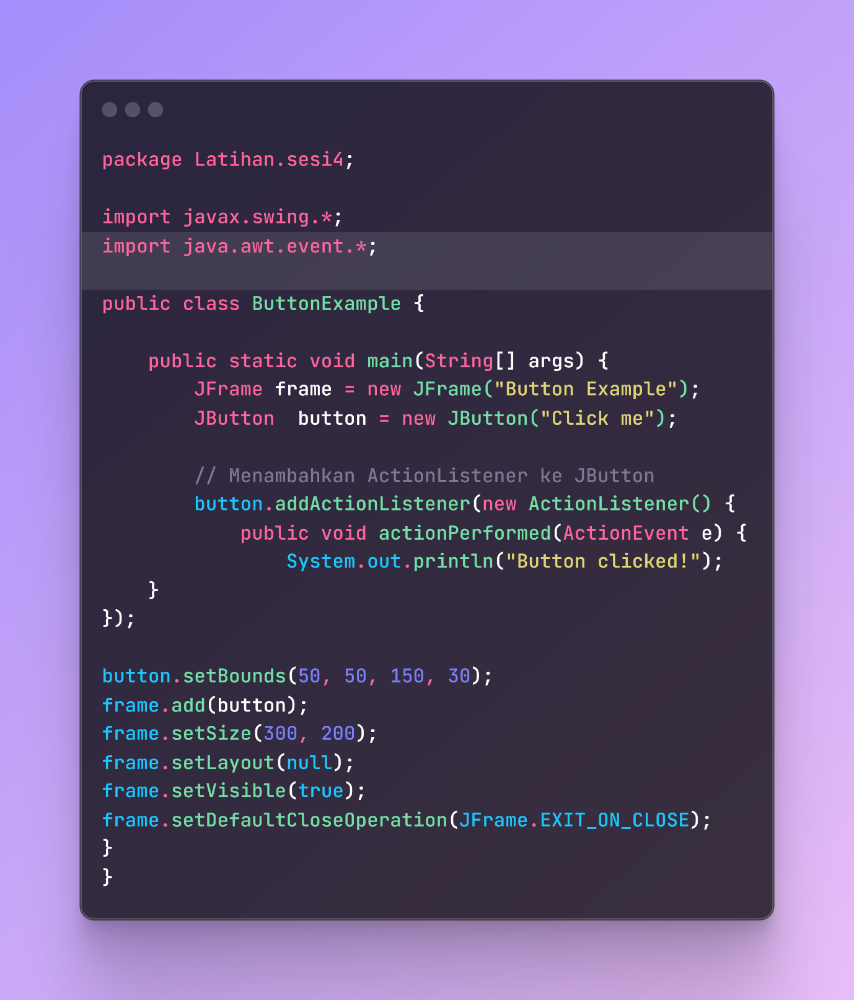 package Latihan.sesi4;

import javax.swing.*;
import java.awt.event.*;

public class ButtonExample {

    public static void main(String[] args) {
        JFrame frame = new JFrame("Button Example");
        JButton  button = new JButton("Click me");

        // Menambahkan ActionListener ke JButton
        button.addActionListener(new ActionListener() {
            public void actionPerformed(ActionEvent e) {
                System.out.println("Button clicked!");
    }
});

button.setBounds(50, 50, 150, 30);
frame.add(button);
frame.setSize(300, 200);
frame.setLayout(null);
frame.setVisible(true);
frame.setDefaultCloseOperation(JFrame.EXIT_ON_CLOSE);
}
}